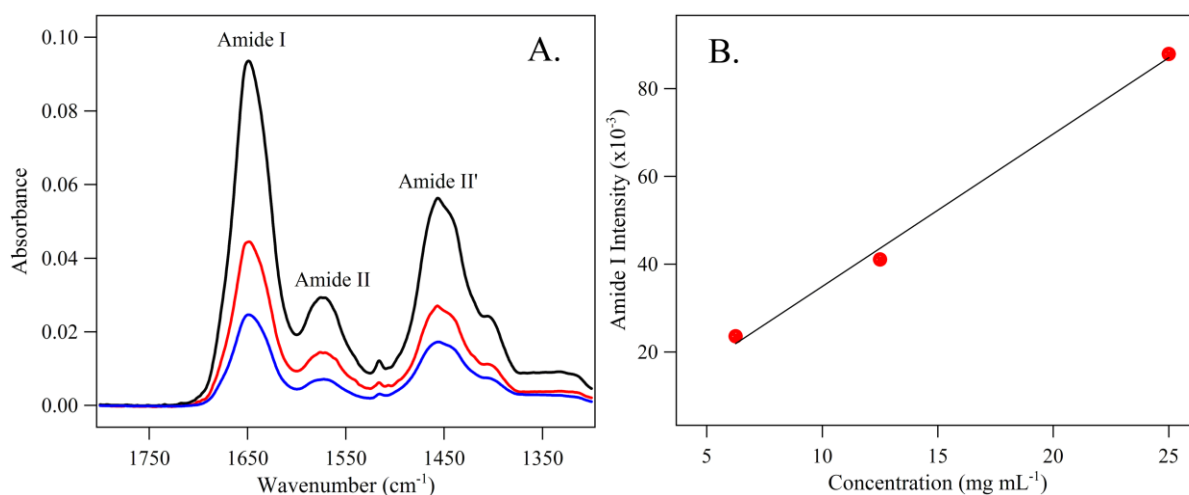 A.
Amide I
Amide II
Amide II'
0.10
0.08
0.06
0.04
0.02
0.00
Absorbance
1750
1650
1550
1450
1350
Wavenumber (cm⁻¹)
B.
80
60
40
20
Amide I Intensity (x10⁻³)
5
10
15
20
25
Concentration (mg mL⁻¹)